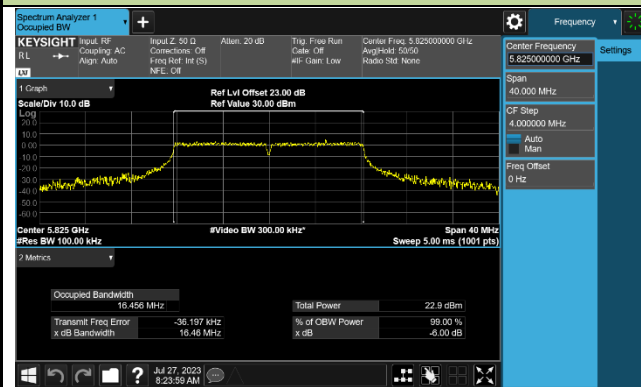 Spectrum Analyzer 1
Occupied BW
Frequency
KEYSIGHT
RL
LXI
Input: RF
Coupling: AC
Align: Auto
Input Z: 50 Ω
Corrections: Off
Freq Ref: Int (S)
NFE: Off
Atten: 20 dB
Trig: Free Run
Gate: Off
#IF Gain: Low
Center Freq: 5.825000000 GHz
Avg|Hold: 50/50
Radio Std: None
Center Frequency
5.825000000 GHz
Settings
Span
40.000 MHz
CF Step
4.000000 MHz
Auto
Man
Freq Offset
0 Hz
1 Graph
Scale/Div 10.0 dB
Ref Lvl Offset 23.00 dB
Ref Value 30.00 dBm
Log
20.0
10.0
0.00
-10.0
-20.0
-30.0
-40.0
-50.0
-60.0
Center 5.825 GHz
#Video BW 300.00 kHz*
Span 40 MHz
#Res BW 100.00 kHz
Sweep 5.00 ms (1001 pts)
2 Metrics
Occupied Bandwidth
16.456 MHz
Total Power 22.9 dBm
Transmit Freq Error -36.197 kHz
% of OBW Power 99.00 %
x dB Bandwidth 16.46 MHz
x dB -6.00 dB
?
Jul 27, 2023
8:23:59 AM